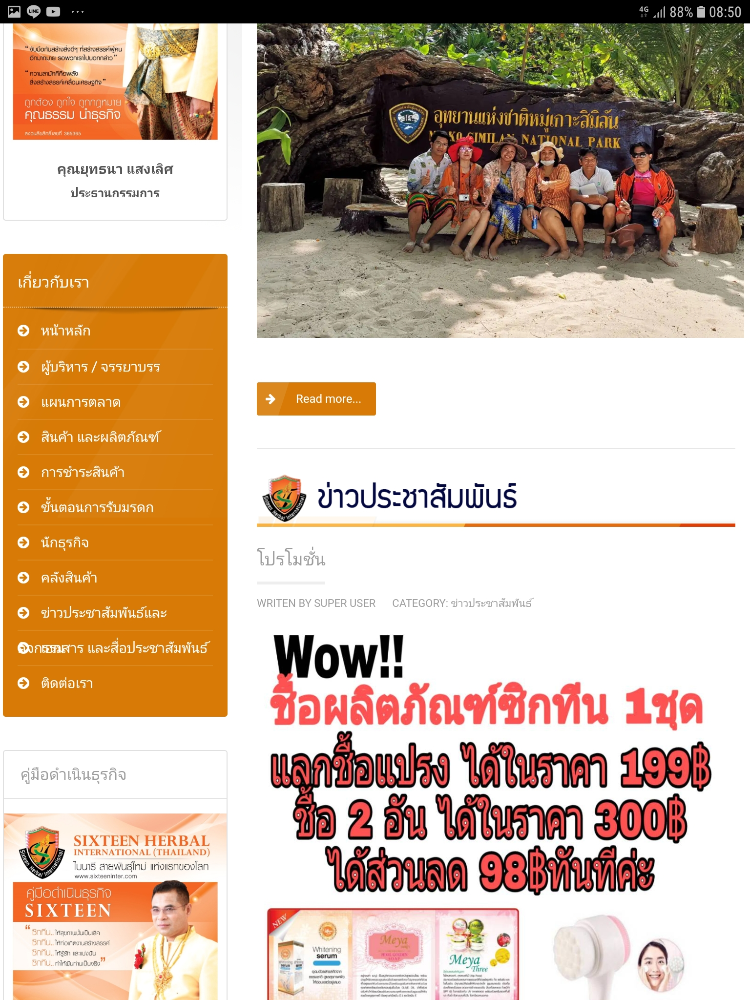 4G 88% 08:50
LINE
“ จับมือกันสร้างสิ่งดีๆ ที่สร้างสรรค์ผู้คน
อีกมากมาย รอพวกเราไปบอกกล่าว ”
“ ความสามัคคีคือพลัง
สิ่งสร้างสรรค์เคลื่อนเศรษฐกิจ ”
ถูกต้อง ถูกใจ ถูกกฎหมาย
คุณธรรม นำธุรกิจ
สงวนลิขสิทธิ์เลขที่ 365365
คุณยุทธนา แสงเลิศ
ประธานกรรมการ
เกี่ยวกับเรา
หน้าหลัก
ผู้บริหาร / จรรยาบรร
แผนการตลาด
สินค้า และผลิตภัณฑ์
การชำระสินค้า
ขั้นตอนการรับมรดก
นักธุรกิจ
คลังสินค้า
ข่าวประชาสัมพันธ์และ
กิจกรรม
เอกสาร และสื่อประชาสัมพันธ์
ติดต่อเรา
คู่มือดำเนินธุรกิจ
SIXTEEN HERBAL
INTERNATIONAL (THAILAND)
ไบนารี สายพันธุ์ใหม่ แห่งแรกของโลก
www.sixteeninter.com
Sixteen Herbal International
คู่มือดำเนินธุรกิจ
SIXTEEN
“ ซิกทีน.. ให้สุขภาพนั้นเป็นเลิศ
ซิกทีน.. ให้ก่อเกิดงานสร้างสรรค์
ซิกทีน.. ให้รู้รัก และแบ่งปัน
ซิกทีน.. ทำให้ฝันท่านเป็นจริง ”
อุทยานแห่งชาติหมู่เกาะสิมิลัน
SIMILAN NATIONAL PARK
Read more...
Sixteen Herbal International
ข่าวประชาสัมพันธ์
โปรโมชั่น
WRITEN BY SUPER USER CATEGORY: ข่าวประชาสัมพันธ์
Wow!!
ซื้อผลิตภัณฑ์ซิกทีน 1ชุด
แลกซื้อแปรง ได้ในราคา 199฿
ซื้อ 2 อัน ได้ในราคา 300฿
ได้ส่วนลด 98฿ทันทีค่ะ
NEW
Whitening
serum
Meya
PEARL GOLDEN
SOAP
Meya
Three